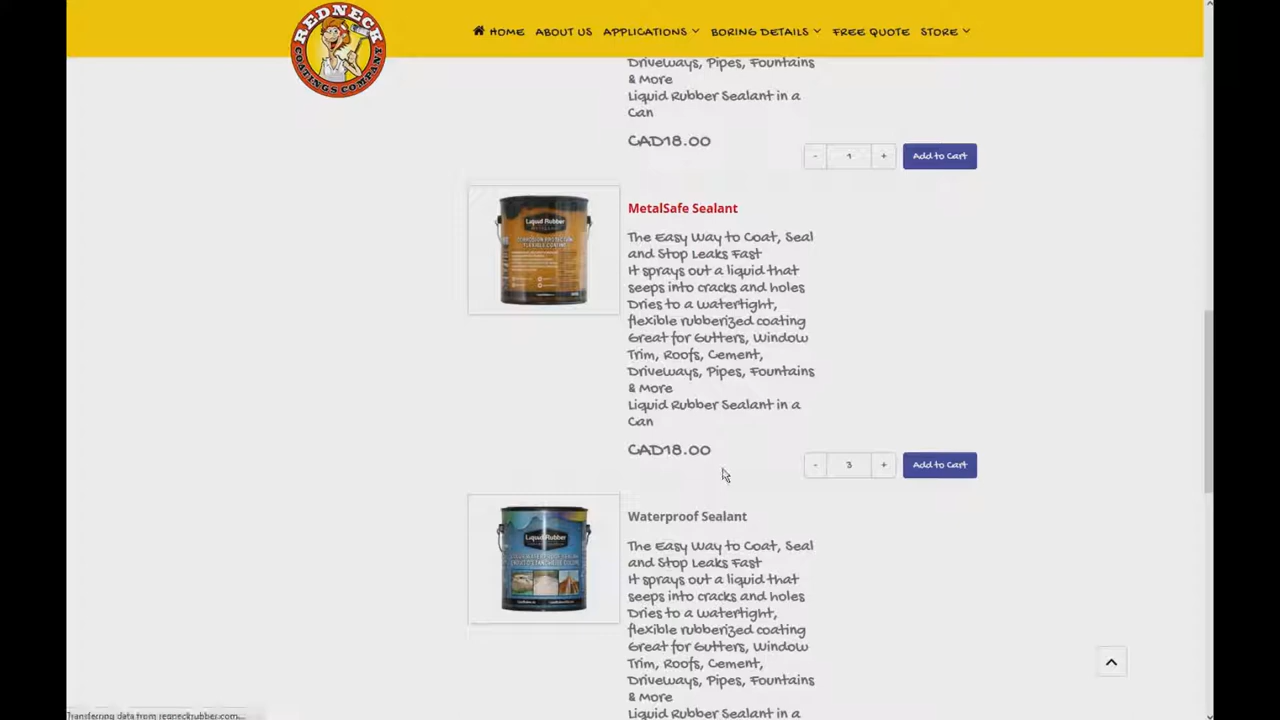 REDNECK
COATINGS COMPANY
HOME ABOUT US APPLICATIONS BORING DETAILS FREE QUOTE STORE
Driveways, Pipes, Fountains
& More
Liquid Rubber Sealant in a
Can
CAD18.00
- 1 + Add to Cart
MetalSafe Sealant
Liquid Rubber
The Easy Way to Coat, Seal
and Stop Leaks Fast
It sprays out a liquid that
seeps into cracks and holes
Dries to a watertight,
flexible rubberized coating
Great for Gutters, Window
Trim, Roofs, Cement,
Driveways, Pipes, Fountains
& More
Liquid Rubber Sealant in a
Can
CAD18.00
- 3 + Add to Cart
Waterproof Sealant
Liquid Rubber
The Easy Way to Coat, Seal
and Stop Leaks Fast
It sprays out a liquid that
seeps into cracks and holes
Dries to a watertight,
flexible rubberized coating
Great for Gutters, Window
Trim, Roofs, Cement,
Driveways, Pipes, Fountains
& More
Liquid Rubber Sealant in a
Transferring data from redneckrubber.com...